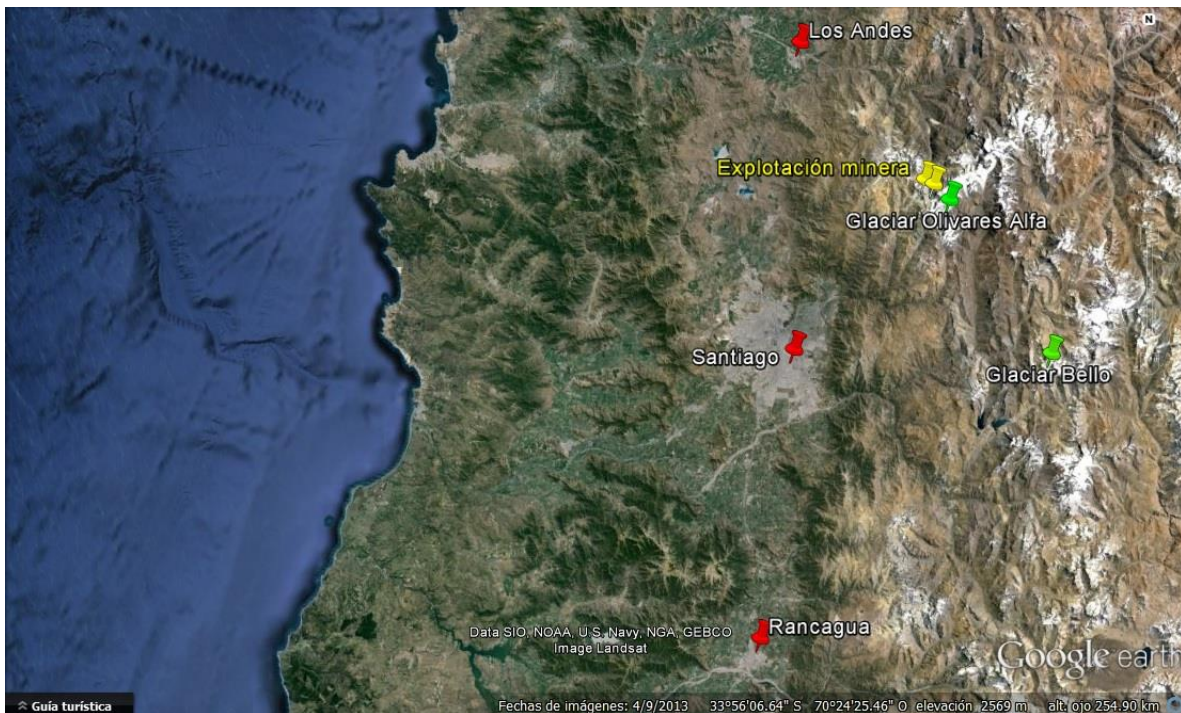 N
Los Andes
Explotación minera
Glaciar Olivares Alfa
Santiago
Glaciar Bello
Rancagua
Data SIO, NOAA, U.S. Navy, NGA, GEBCO
Image Landsat
Google earth
Guía turística
Fechas de imágenes: 4/9/2013 33°56'06.64" S 70°24'25.46" O elevación 2569 m alt. ojo 254.90 km